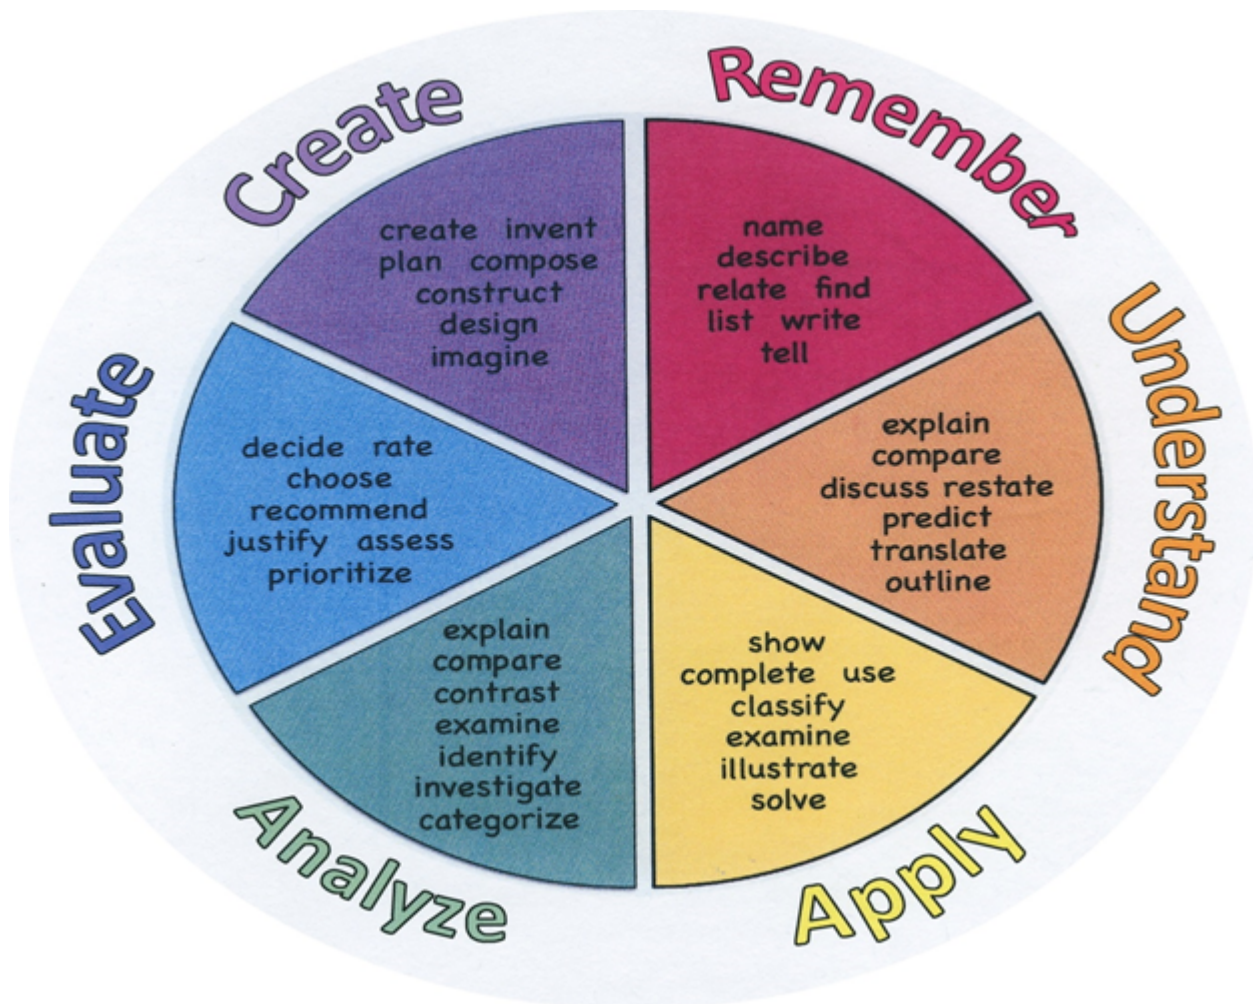 Remember
name
describe
relate find
list write
tell
Understand
explain
compare
discuss restate
predict
translate
outline
Apply
show
complete use
classify
examine
illustrate
solve
Analyze
explain
compare
contrast
examine
identify
investigate
categorize
Evaluate
decide rate
choose
recommend
justify assess
prioritize
Create
create invent
plan compose
construct
design
imagine